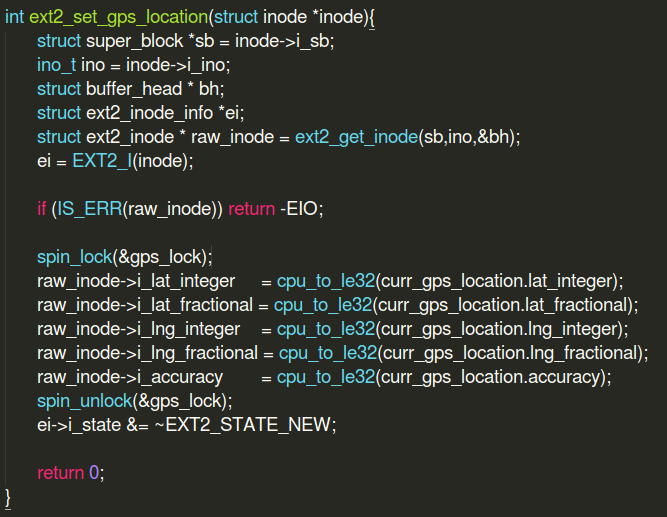 int ext2_set_gps_location(struct inode *inode){
struct super_block *sb = inode->i_sb;
ino_t ino = inode->i_ino;
struct buffer_head * bh;
struct ext2_inode_info *ei;
struct ext2_inode * raw_inode = ext2_get_inode(sb,ino,&bh);
ei = EXT2_I(inode);
if (IS_ERR(raw_inode)) return -EIO;
spin_lock(&gps_lock);
raw_inode->i_lat_integer = cpu_to_le32(curr_gps_location.lat_integer);
raw_inode->i_lat_fractional = cpu_to_le32(curr_gps_location.lat_fractional);
raw_inode->i_lng_integer = cpu_to_le32(curr_gps_location.lng_integer);
raw_inode->i_lng_fractional = cpu_to_le32(curr_gps_location.lng_fractional);
raw_inode->i_accuracy = cpu_to_le32(curr_gps_location.accuracy);
spin_unlock(&gps_lock);
ei->i_state &= ~EXT2_STATE_NEW;
return 0;
}